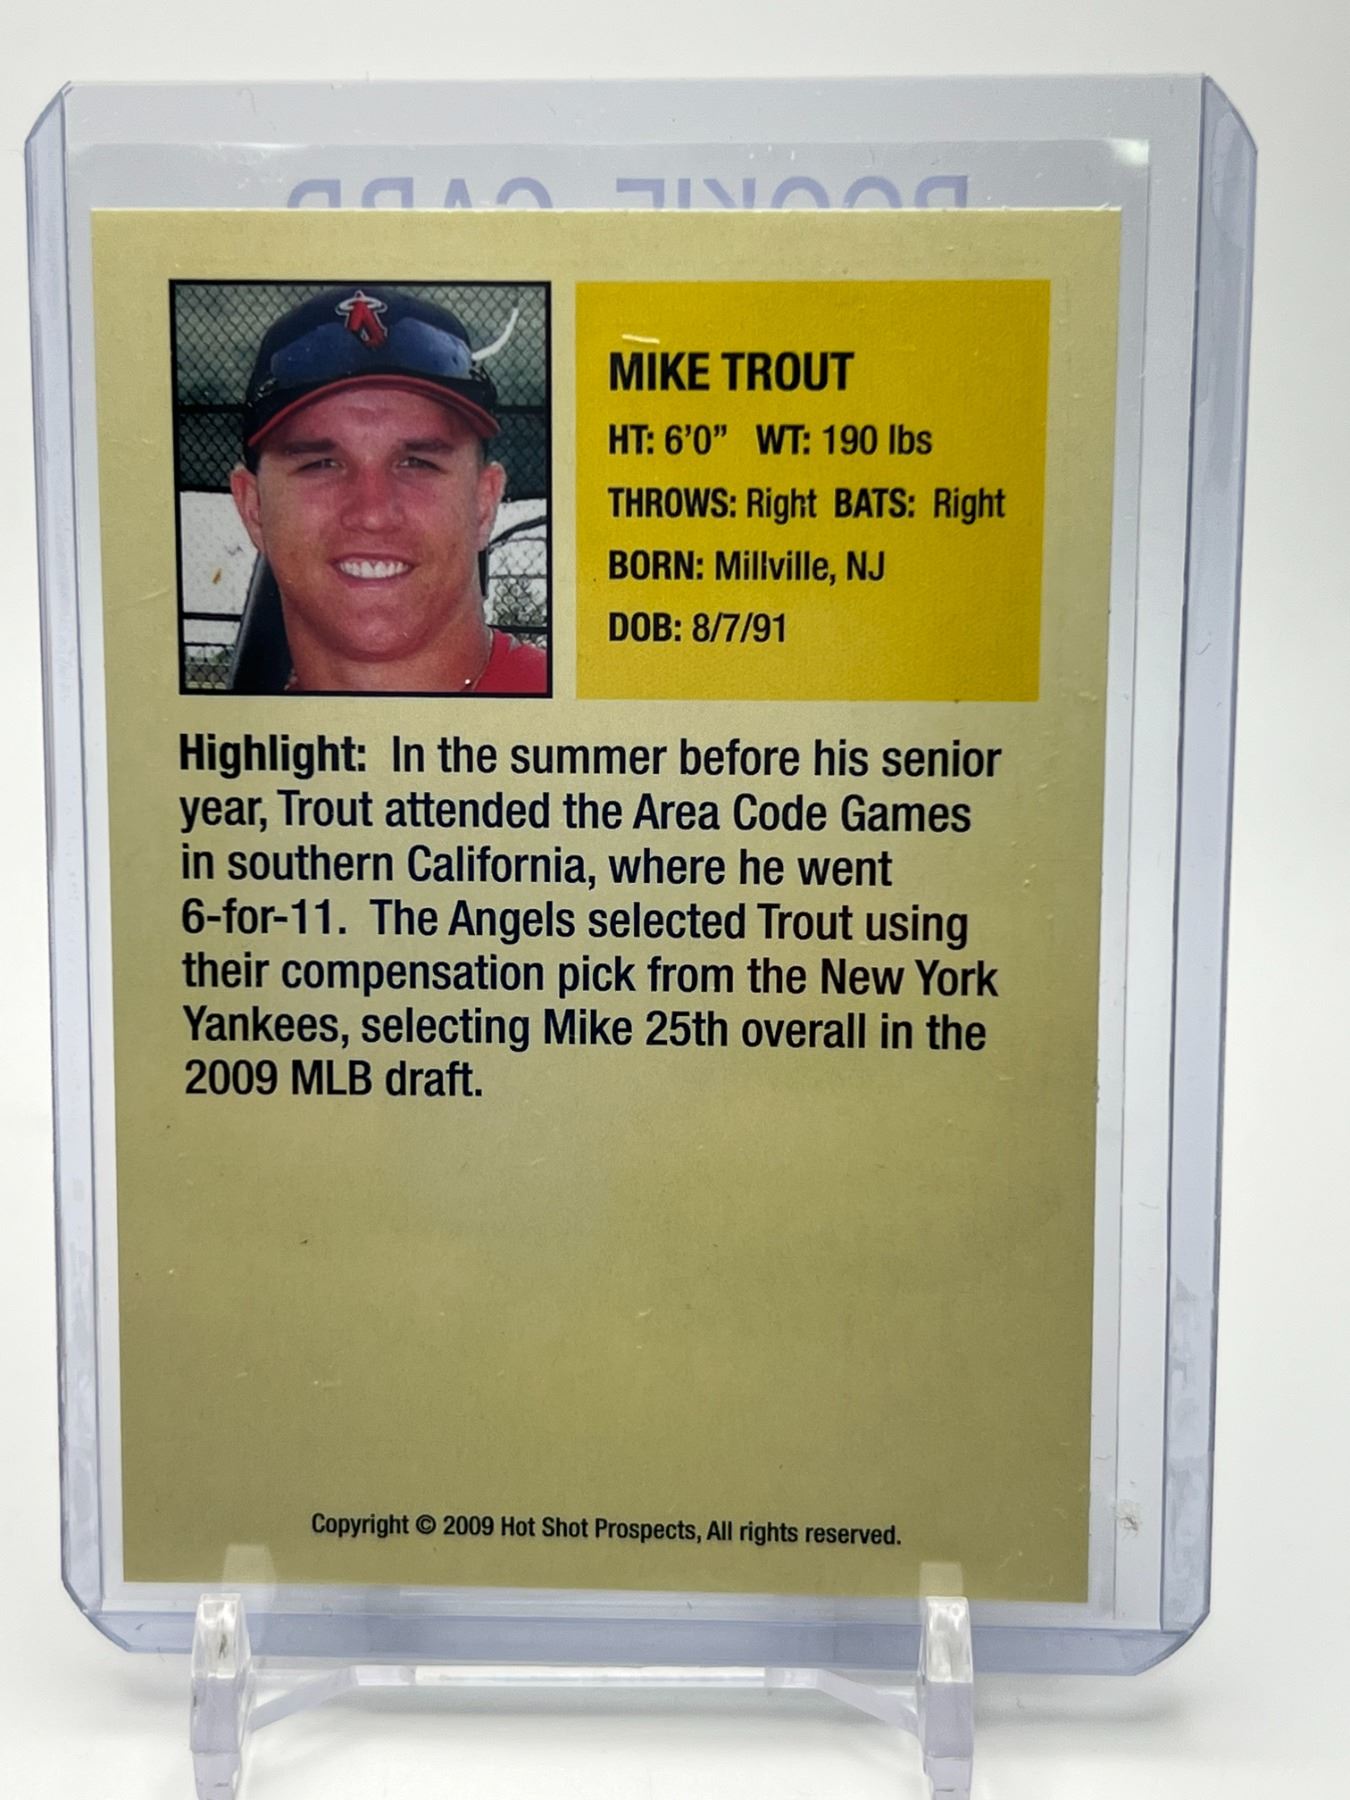 ROOKIE CARD
MIKE TROUT
HT: 6’0” WT: 190 lbs
THROWS: Right BATS: Right
BORN: Millville, NJ
DOB: 8/7/91
Highlight: In the summer before his senior
year, Trout attended the Area Code Games
in southern California, where he went
6-for-11. The Angels selected Trout using
their compensation pick from the New York
Yankees, selecting Mike 25th overall in the
2009 MLB draft.
Copyright © 2009 Hot Shot Prospects, All rights reserved.